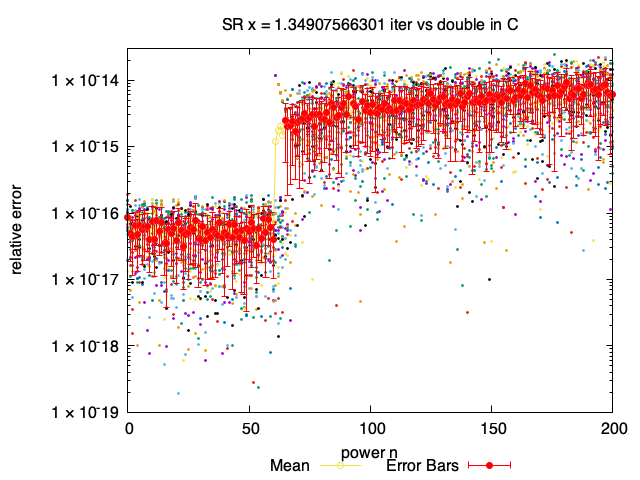 SR x = 1.34907566301 iter vs double in C
1 × 10^-14
1 × 10^-15
1 × 10^-16
1 × 10^-17
1 × 10^-18
1 × 10^-19
relative error
0 50 100 150 200
power n
Mean Error Bars